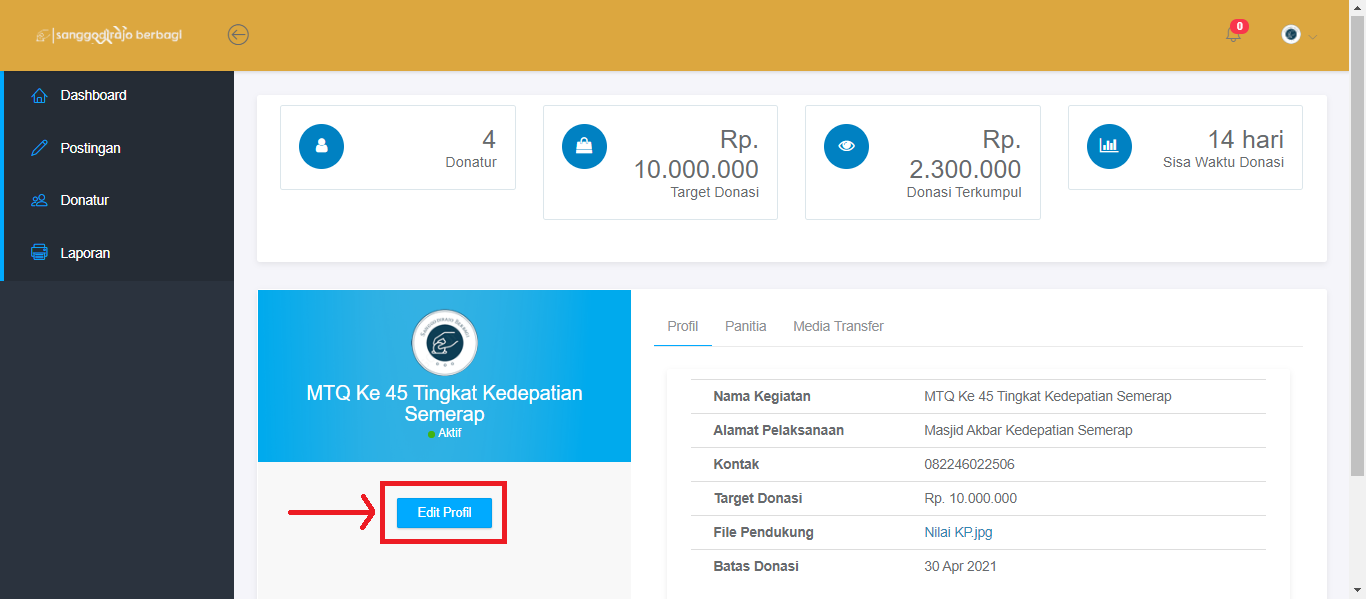 sanggodirajo berbagi
0
Dashboard
Postingan
Donatur
Laporan
4
Donatur
Rp.
10.000.000
Target Donasi
Rp.
2.300.000
Donasi Terkumpul
14 hari
Sisa Waktu Donasi
MTQ Ke 45 Tingkat Kedepatian
Semerap
Aktif
Edit Profil
Profil Panitia Media Transfer
Nama Kegiatan MTQ Ke 45 Tingkat Kedepatian Semerap
Alamat Pelaksanaan Masjid Akbar Kedepatian Semerap
Kontak 082246022506
Target Donasi Rp. 10.000.000
File Pendukung Nilai KP.jpg
Batas Donasi 30 Apr 2021